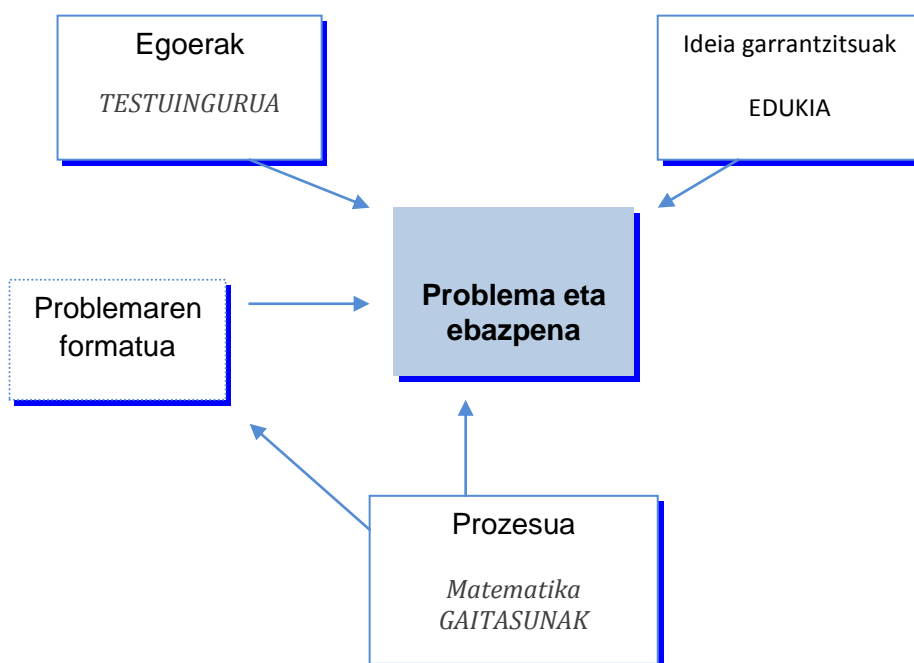 Egoerak
TESTUINGURUA
Ideia garrantzitsuak
EDUKIA
Problemaren
formatua
Problema eta
ebazpena
Prozesua
Matematika
GAITASUNAK